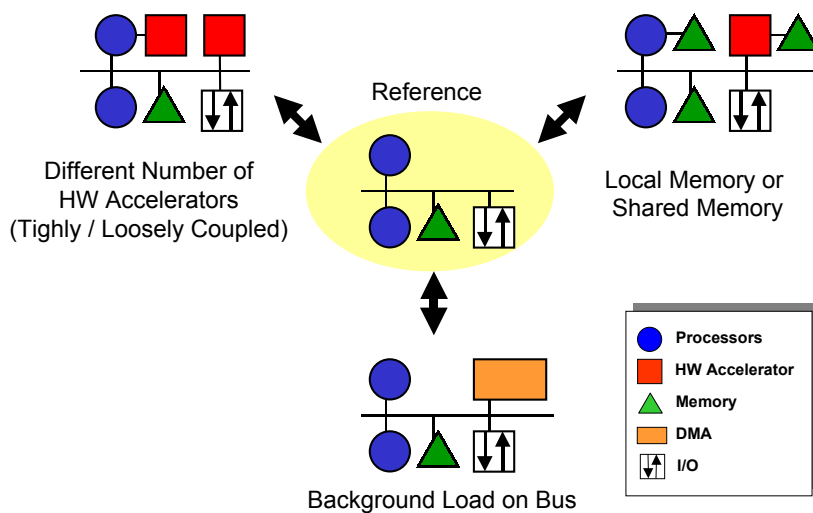 Reference
Different Number of
HW Accelerators
(Tighly / Loosely Coupled)
Local Memory or
Shared Memory
Processors
HW Accelerator
Memory
DMA
I/O
Background Load on Bus